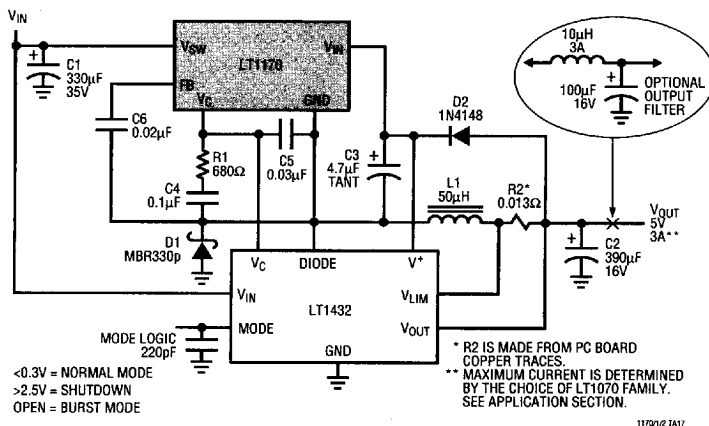 VIN
C1
330µF
35V
VSW
VIN
LT1170
FB
VC
GND
C6
0.02µF
R1
680Ω
C5
0.03µF
C4
0.1µF
C3
4.7µF
TANT
D2
1N4148
10µH
3A
100µF
16V
OPTIONAL
OUTPUT
FILTER
L1
50µH
R2*
0.013Ω
VOUT
5V
3A**
C2
390µF
16V
D1
MBR330p
VC
DIODE
V+
VIN
VLIM
LT1432
MODE
VOUT
GND
MODE LOGIC
220pF
<0.3V = NORMAL MODE
>2.5V = SHUTDOWN
OPEN = BURST MODE
* R2 IS MADE FROM PC BOARD
COPPER TRACES.
** MAXIMUM CURRENT IS DETERMINED
BY THE CHOICE OF LT1070 FAMILY.
SEE APPLICATION SECTION.
1170/1/2 TA17